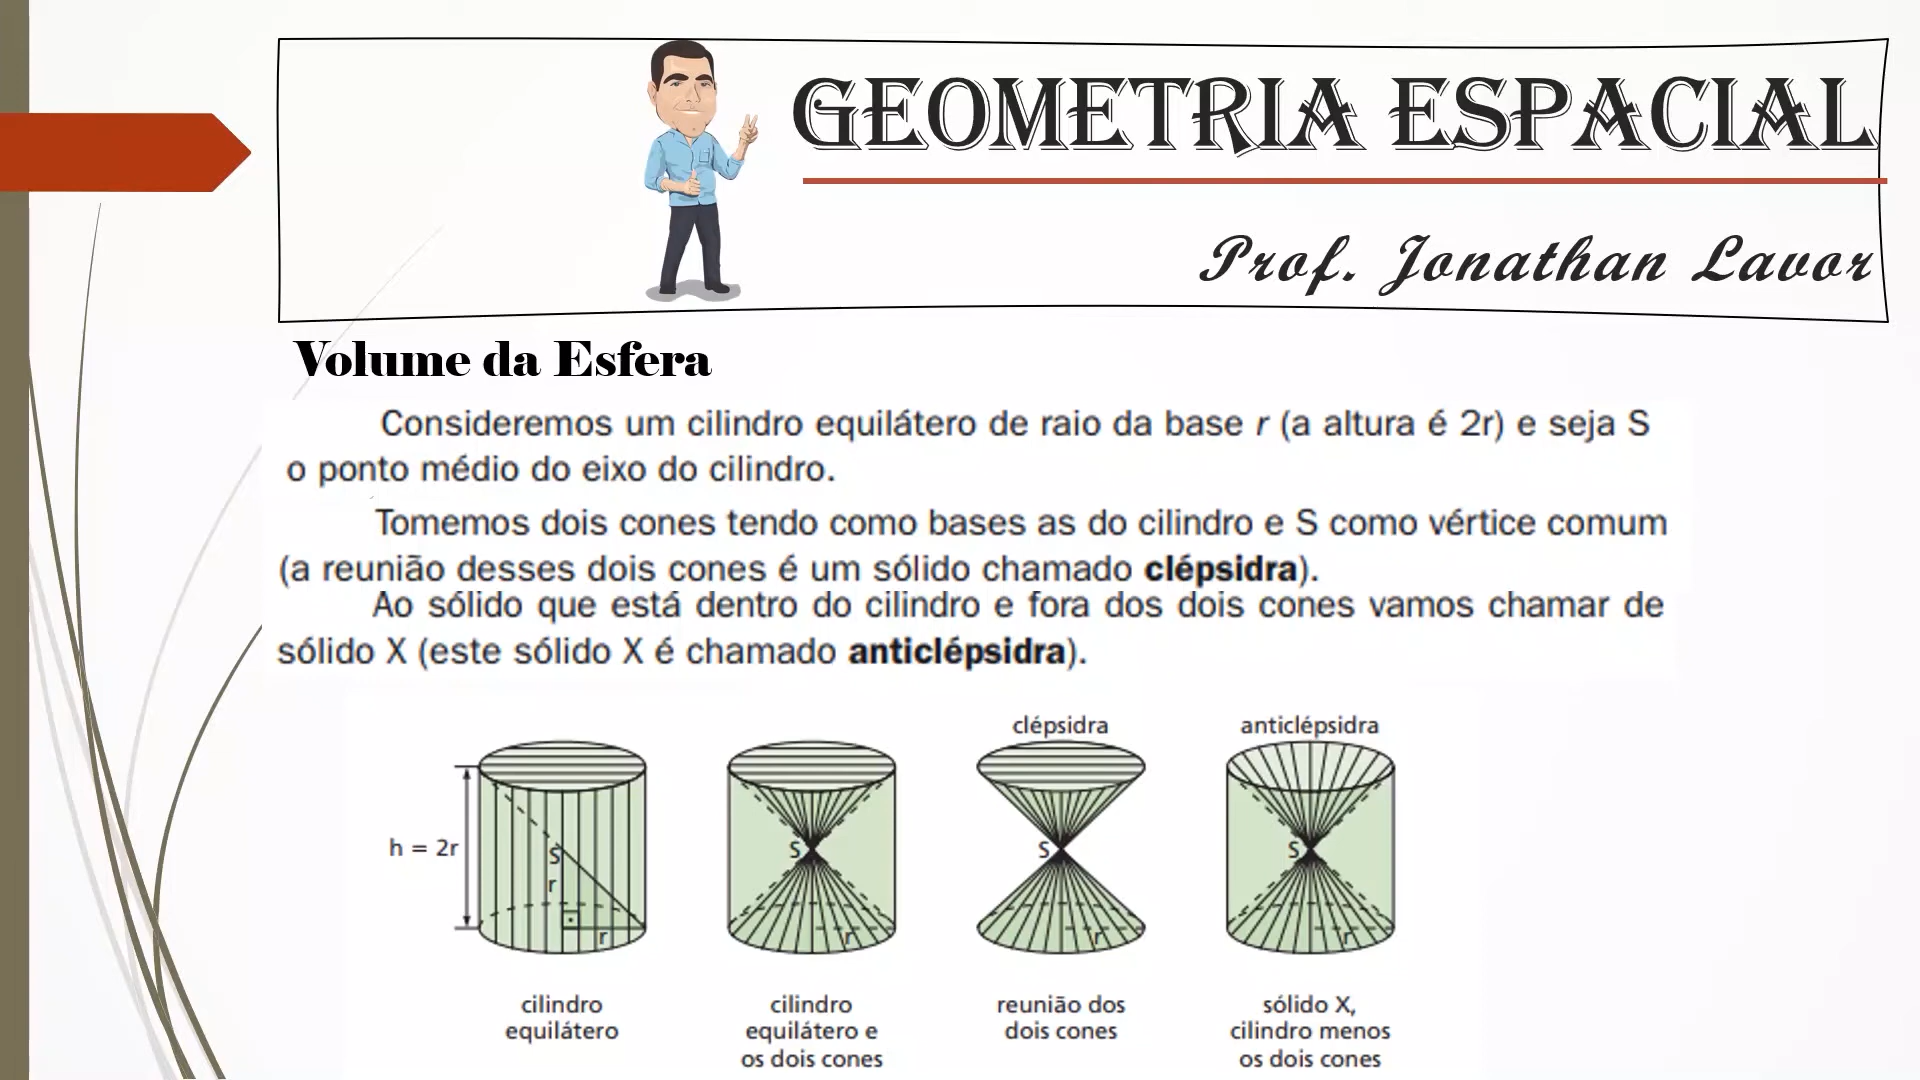 GEOMETRIA ESPACIAL
Prof. Jonathan Lavor
Volume da Esfera
Consideremos um cilindro equilátero de raio da base r (a altura é 2r) e seja S
o ponto médio do eixo do cilindro.
Tomemos dois cones tendo como bases as do cilindro e S como vértice comum
(a reunião desses dois cones é um sólido chamado clépsidra).
Ao sólido que está dentro do cilindro e fora dos dois cones vamos chamar de
sólido X (este sólido X é chamado anticlépsidra).
clépsidra
anticlépsidra
h = 2r
S
r
r
S
r
S
r
S
r
cilindro
equilátero
cilindro
equilátero e
os dois cones
reunião dos
dois cones
sólido X,
cilindro menos
os dois cones